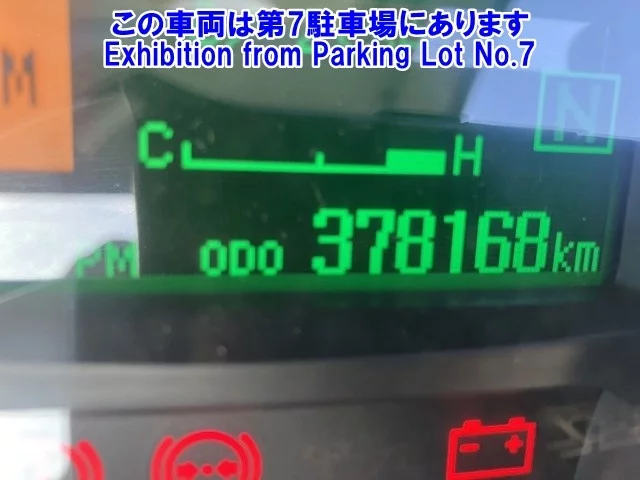 この車両は第7駐車場にあります
Exhibition from Parking Lot No.7
M
N
C H
PM ODO 378168km